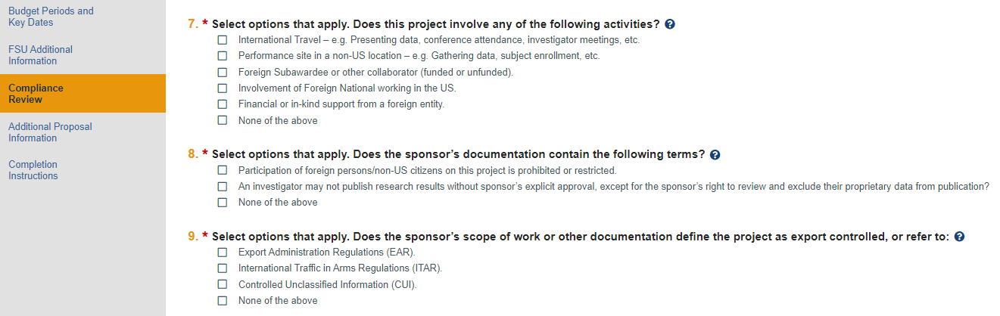 Budget Periods and
Key Dates
FSU Additional
Information
Compliance
Review
Additional Proposal
Information
Completion
Instructions
7. * Select options that apply. Does this project involve any of the following activities? ?
International Travel – e.g. Presenting data, conference attendance, investigator meetings, etc.
Performance site in a non-US location – e.g. Gathering data, subject enrollment, etc.
Foreign Subawardee or other collaborator (funded or unfunded).
Involvement of Foreign National working in the US.
Financial or in-kind support from a foreign entity.
None of the above
8. * Select options that apply. Does the sponsor’s documentation contain the following terms? ?
Participation of foreign persons/non-US citizens on this project is prohibited or restricted.
An investigator may not publish research results without sponsor’s explicit approval, except for the sponsor’s right to review and exclude their proprietary data from publication?
None of the above
9. * Select options that apply. Does the sponsor’s scope of work or other documentation define the project as export controlled, or refer to: ?
Export Administration Regulations (EAR).
International Traffic in Arms Regulations (ITAR).
Controlled Unclassified Information (CUI).
None of the above